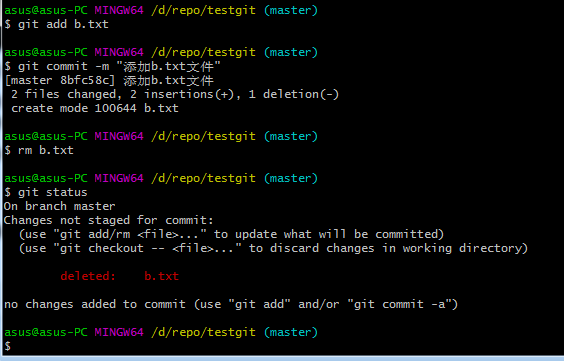 asus@asus-PC MINGW64 /d/repo/testgit (master)
$ git add b.txt
asus@asus-PC MINGW64 /d/repo/testgit (master)
$ git commit -m "添加b.txt文件"
[master 8bfc58c] 添加b.txt文件
2 files changed, 2 insertions(+), 1 deletion(-)
create mode 100644 b.txt
asus@asus-PC MINGW64 /d/repo/testgit (master)
$ rm b.txt
asus@asus-PC MINGW64 /d/repo/testgit (master)
$ git status
On branch master
Changes not staged for commit:
(use "git add/rm <file>..." to update what will be committed)
(use "git checkout -- <file>..." to discard changes in working directory)
deleted: b.txt
no changes added to commit (use "git add" and/or "git commit -a")
asus@asus-PC MINGW64 /d/repo/testgit (master)
$